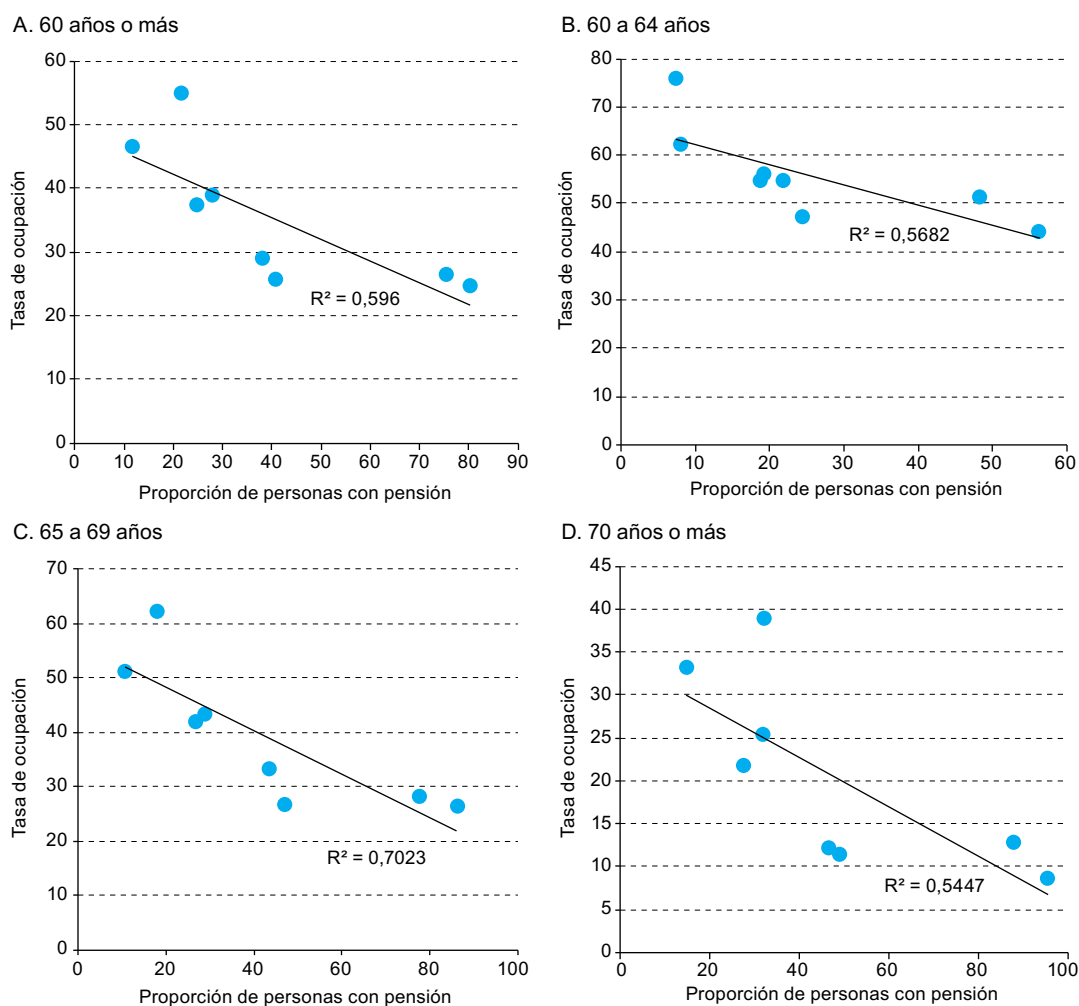 A. 60 años o más
60
50
40
30
20
10
0
Tasa de ocupación
R² = 0,596
0 10 20 30 40 50 60 70 80 90
Proporción de personas con pensión
B. 60 a 64 años
80
70
60
50
40
30
20
10
0
Tasa de ocupación
R² = 0,5682
0 10 20 30 40 50 60
Proporción de personas con pensión
C. 65 a 69 años
70
60
50
40
30
20
10
0
Tasa de ocupación
R² = 0,7023
0 20 40 60 80 100
Proporción de personas con pensión
D. 70 años o más
45
40
35
30
25
20
15
10
5
0
Tasa de ocupación
R² = 0,5447
0 20 40 60 80 100
Proporción de personas con pensión